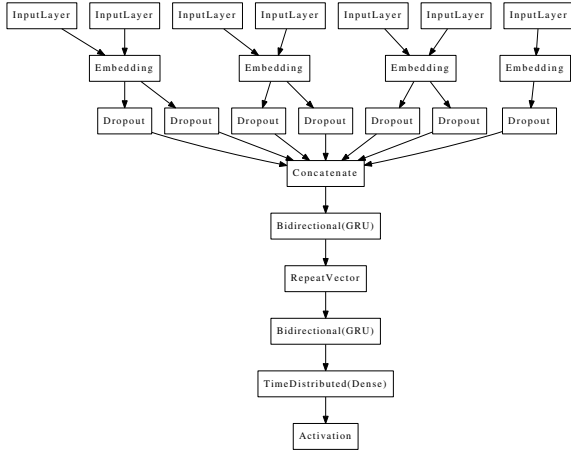 InputLayer InputLayer InputLayer InputLayer InputLayer InputLayer InputLayer
Embedding Embedding Embedding Embedding
Dropout Dropout Dropout Dropout Dropout Dropout Dropout
Concatenate
Bidirectional(GRU)
RepeatVector
Bidirectional(GRU)
TimeDistributed(Dense)
Activation